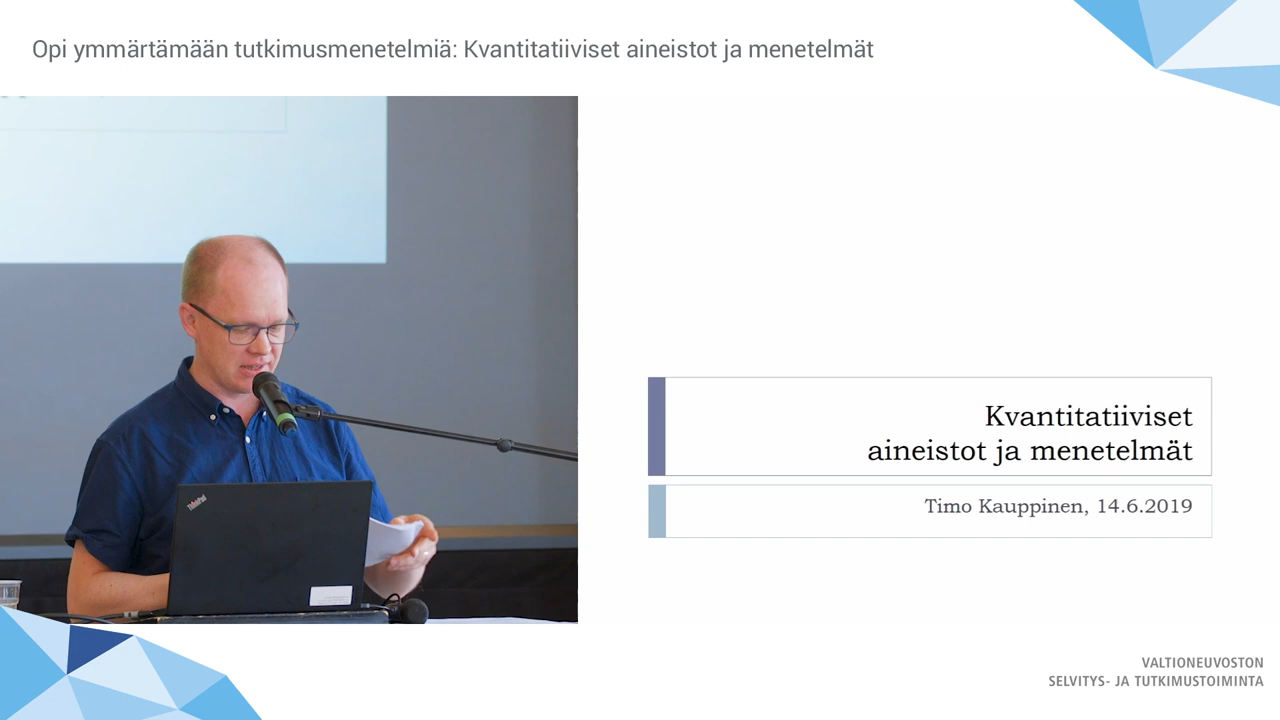 Opi ymmärtämään tutkimusmenetelmiä: Kvantitatiiviset aineistot ja menetelmät
Kvantitatiiviset
aineistot ja menetelmät
Timo Kauppinen, 14.6.2019
ThinkPad
VALTIONEUVOSTON
SELVITYS- JA TUTKIMUSTOIMINTA